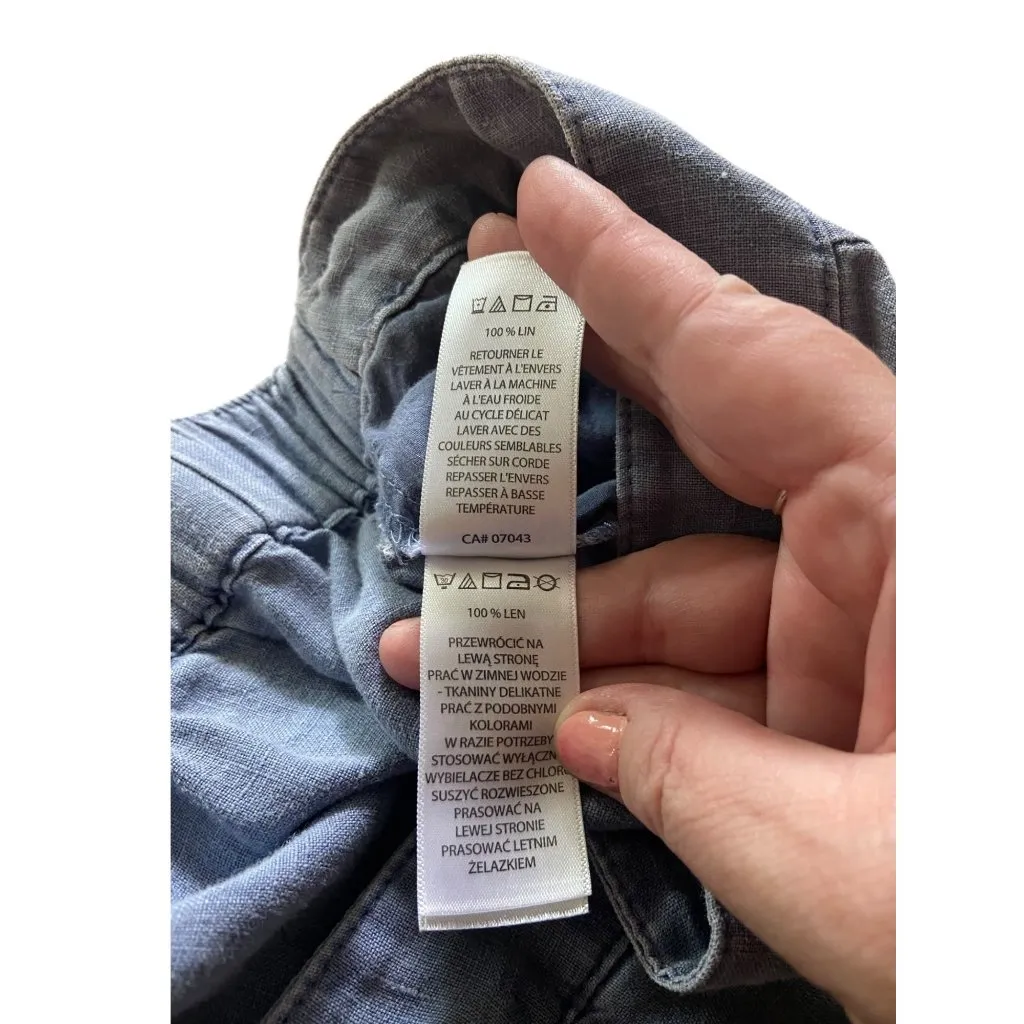 100 % LIN
RETOURNER LE
VÊTEMENT À L'ENVERS
LAVER À LA MACHINE
À L'EAU FROIDE
AU CYCLE DÉLICAT
LAVER AVEC DES
COULEURS SEMBLABLES
SÉCHER SUR CORDE
REPASSER L'ENVERS
REPASSER À BASSE
TEMPÉRATURE
CA# 07043
30
100 % LEN
PRZEWRÓCIĆ NA
LEWĄ STRONĘ
PRAĆ W ZIMNEJ WODZIE
- TKANINY DELIKATNE
PRAĆ Z PODOBNYMI
KOLORAMI
W RAZIE POTRZEBY
STOSOWAĆ
WYBIELACZE BEZ
SUSZYĆ ROZWIESZONE
PRASOWAĆ NA
LEWEJ STRONIE
PRASOWAĆ LETNIM
ŻELAZKIEM